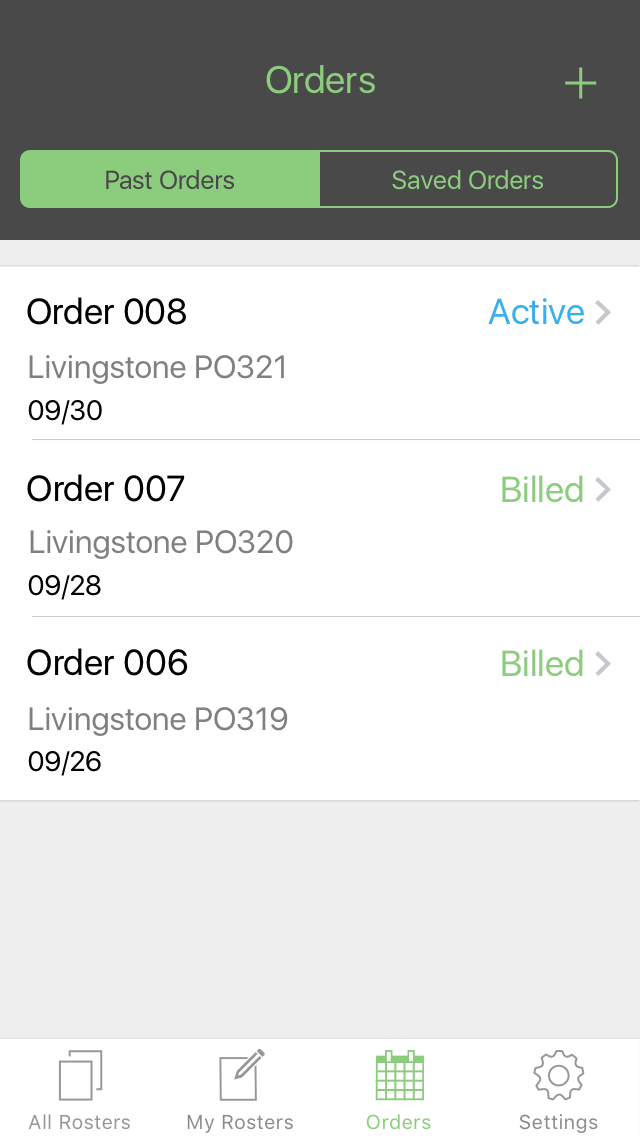 Orders
Past Orders
Saved Orders
Order 008
Active
Livingstone PO321
09/30
Order 007
Billed
Livingstone PO320
09/28
Order 006
Billed
Livingstone PO319
09/26
All Rosters
My Rosters
Orders
Settings